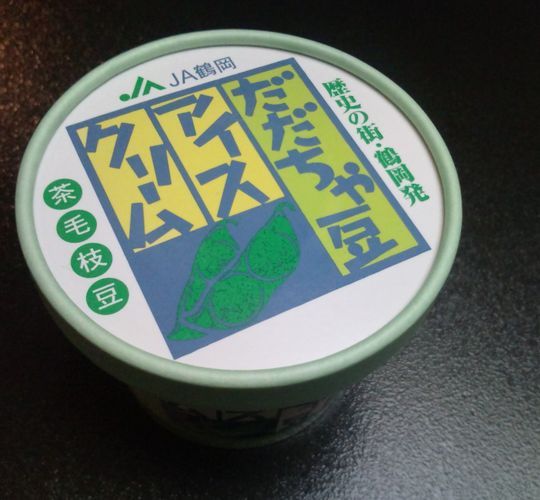 JA鶴岡
歴史の街・鶴岡発
だだちゃ豆
アイス
クリーム
茶毛枝豆